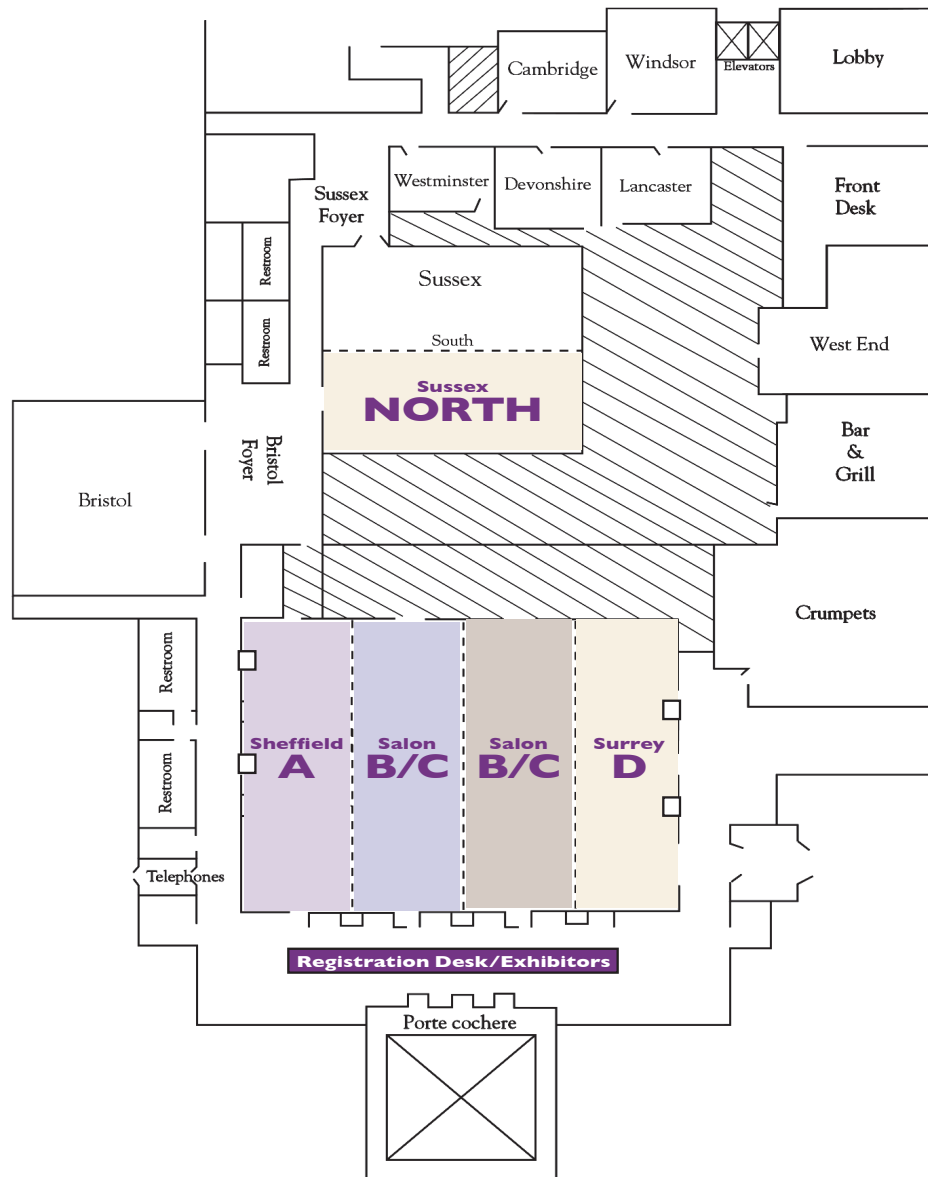 Cambridge
Windsor
Elevators
Lobby
Westminster
Devonshire
Lancaster
Front
Desk
Sussex
Foyer
Restroom
Restroom
Sussex
South
Sussex
NORTH
West End
Bar
&
Grill
Bristol
Bristol
Foyer
Crumpets
Restroom
Restroom
Telephones
Sheffield
A
Salon
B/C
Salon
B/C
Surrey
D
Registration Desk/Exhibitors
Porte cochere